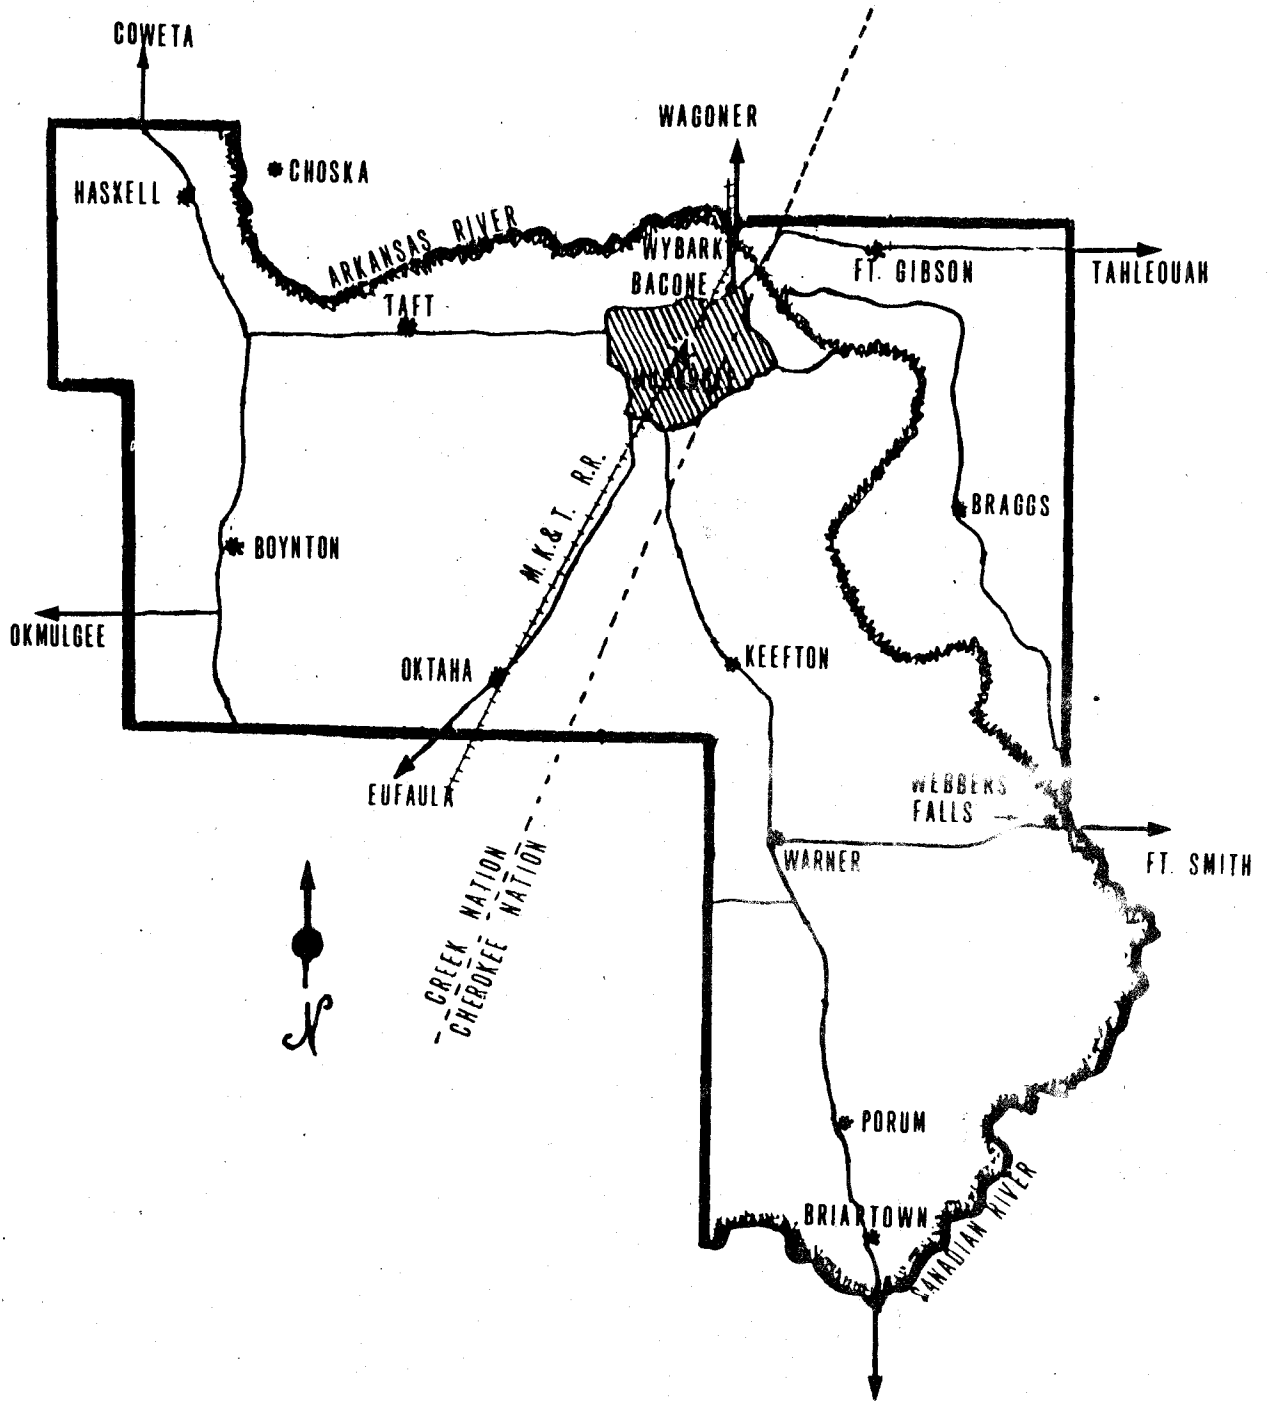 COWETA
WAGONER
CHOSKA
HASKELL
ARKANSAS RIVER
WYBARK
FT. GIBSON
TAHLEQUAH
BACONE
TAFT
M.K.& T. R.R.
BRAGGS
BOYNTON
OKMULGEE
OKTAHA
KEEFTON
EUFAULA
WEBBERS
FALLS
WARNER
FT. SMITH
CREEK NATION
CHEROKEE NATION
N
PORUM
BRIARTOWN
CANADIAN RIVER